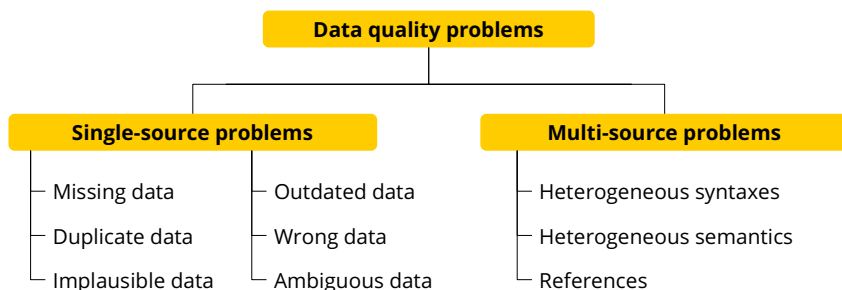 Data quality problems
Single-source problems
Multi-source problems
Missing data
Outdated data
Heterogeneous syntaxes
Duplicate data
Wrong data
Heterogeneous semantics
Implausible data
Ambiguous data
References